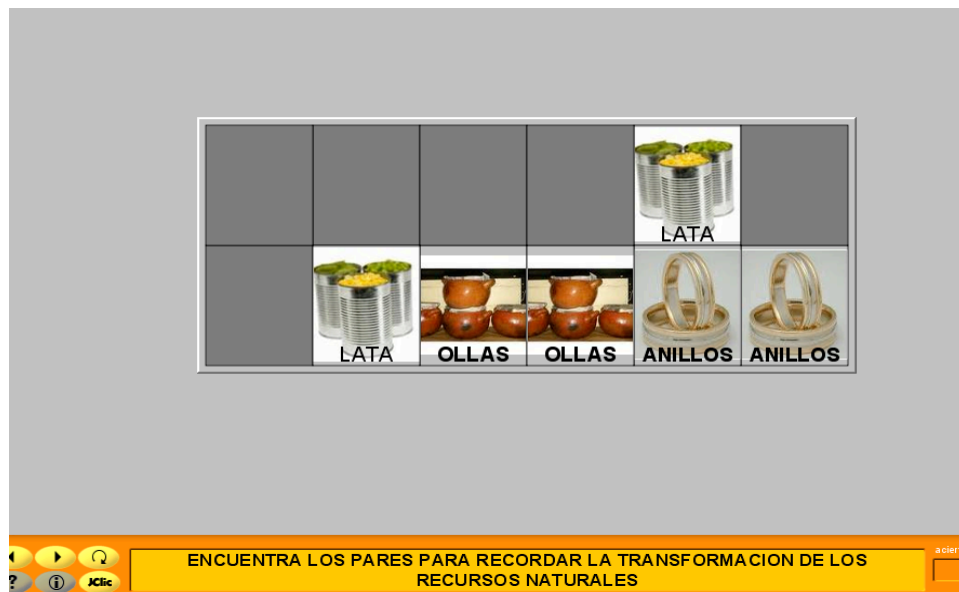 LATA
LATA
OLLAS
OLLAS
ANILLOS
ANILLOS
?
JClic
ENCUENTRA LOS PARES PARA RECORDAR LA TRANSFORMACION DE LOS
RECURSOS NATURALES